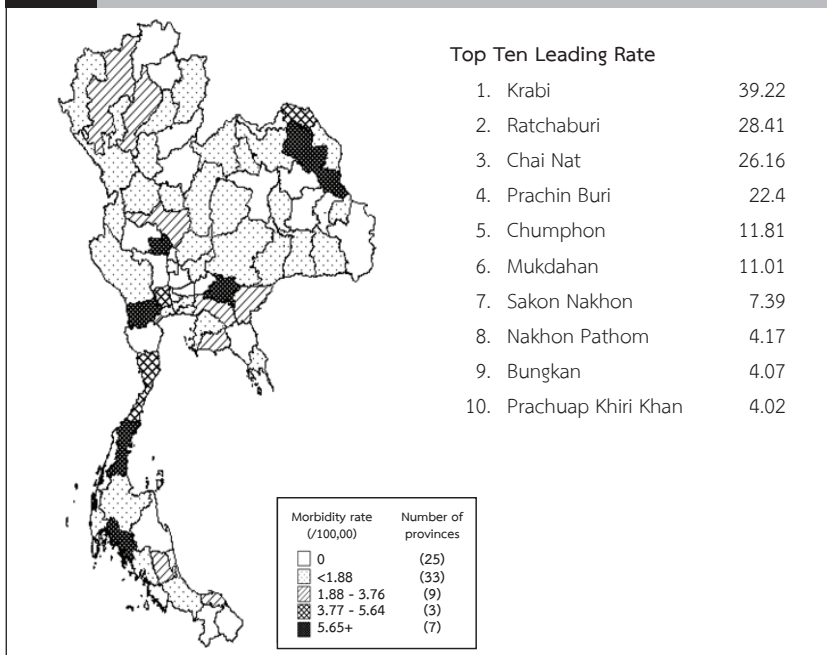 Top Ten Leading Rate
1. Krabi 39.22
2. Ratchaburi 28.41
3. Chai Nat 26.16
4. Prachin Buri 22.4
5. Chumphon 11.81
6. Mukdahan 11.01
7. Sakon Nakhon 7.39
8. Nakhon Pathom 4.17
9. Bungkan 4.07
10. Prachuap Khiri Khan 4.02
Morbidity rate Number of
(/100,00) provinces
0 (25)
<1.88 (33)
1.88 - 3.76 (9)
3.77 - 5.64 (3)
5.65+ (7)